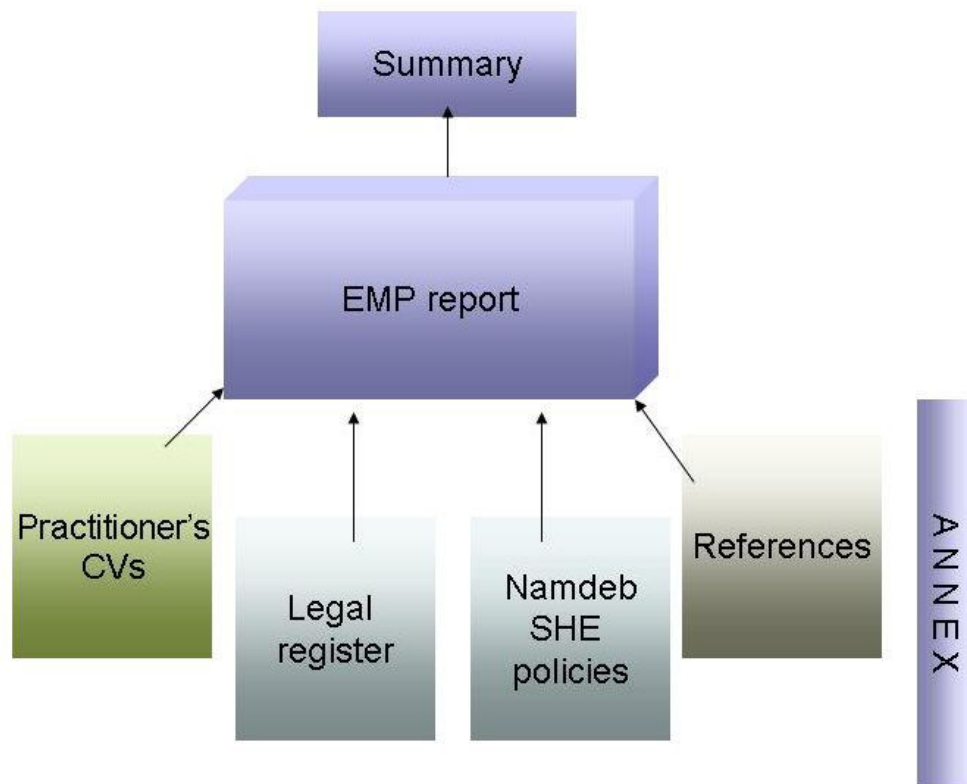 Summary
EMP report
Practitioner's
CVs
Legal
register
Namdeb
SHE
policies
References
ANNEX